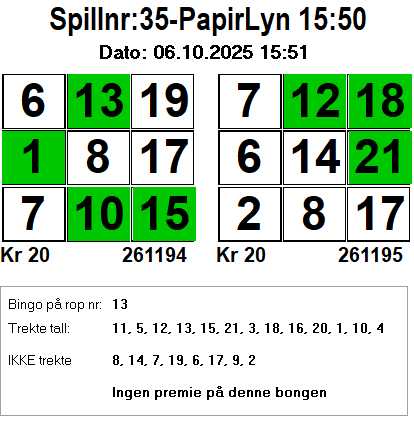 Spillnr:35-PapirLyn 15:50
Dato: 06.10.2025 15:51
6 13 19 7 12 18
1 8 17 6 14 21
7 10 15 2 8 17
Kr 20 261194 Kr 20 261195
Bingo på rop nr: 13
Trekte tall: 11, 5, 12, 13, 15, 21, 3, 18, 16, 20, 1, 10, 4
IKKE trekte 8, 14, 7, 19, 6, 17, 9, 2
Ingen premie på denne bongen